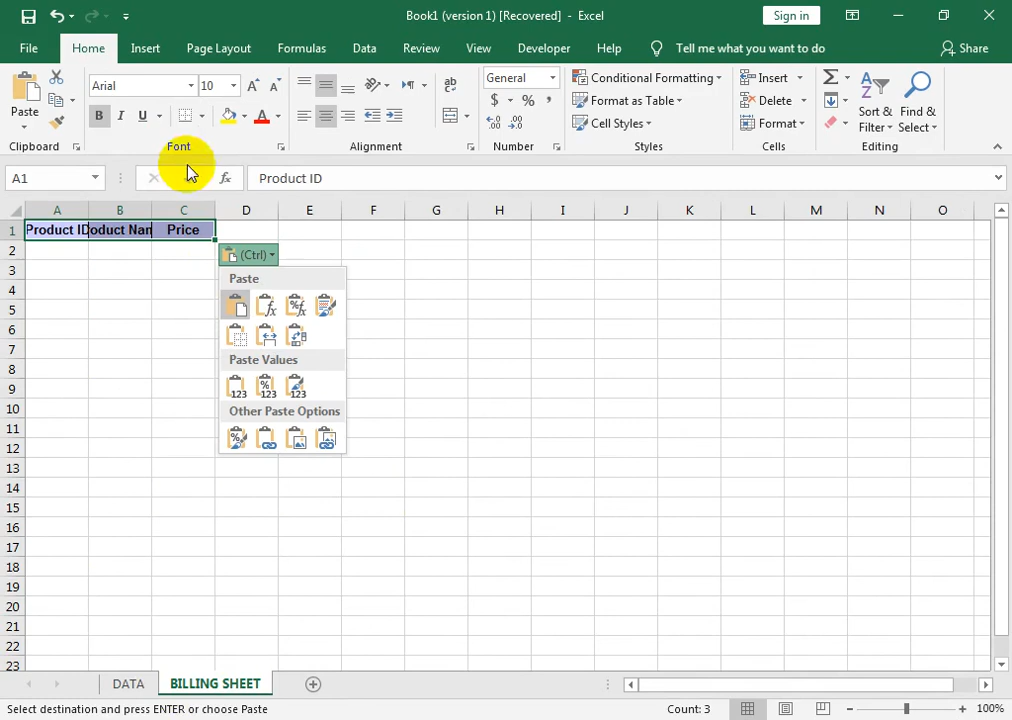 Book1 (version 1) [Recovered] - Excel
Sign in
File Home Insert Page Layout Formulas Data Review View Developer Help Tell me what you want to do Share
Paste
Arial 10
B I U
General
$ % ,
Conditional Formatting
Format as Table
Cell Styles
Insert
Delete
Format
Sort & Filter
Find & Select
Clipboard Font Alignment Number Styles Cells Editing
A1 fx Product ID
A B C D E F G H I J K L M N O
1 Product ID oduct Nan Price
2 (Ctrl)
3 Paste
4
5
6
7 Paste Values
8
9
10 Other Paste Options
11
12
13
14
15
16
17
18
19
20
21
22
23
DATA BILLING SHEET
Select destination and press ENTER or choose Paste Count: 3 100%